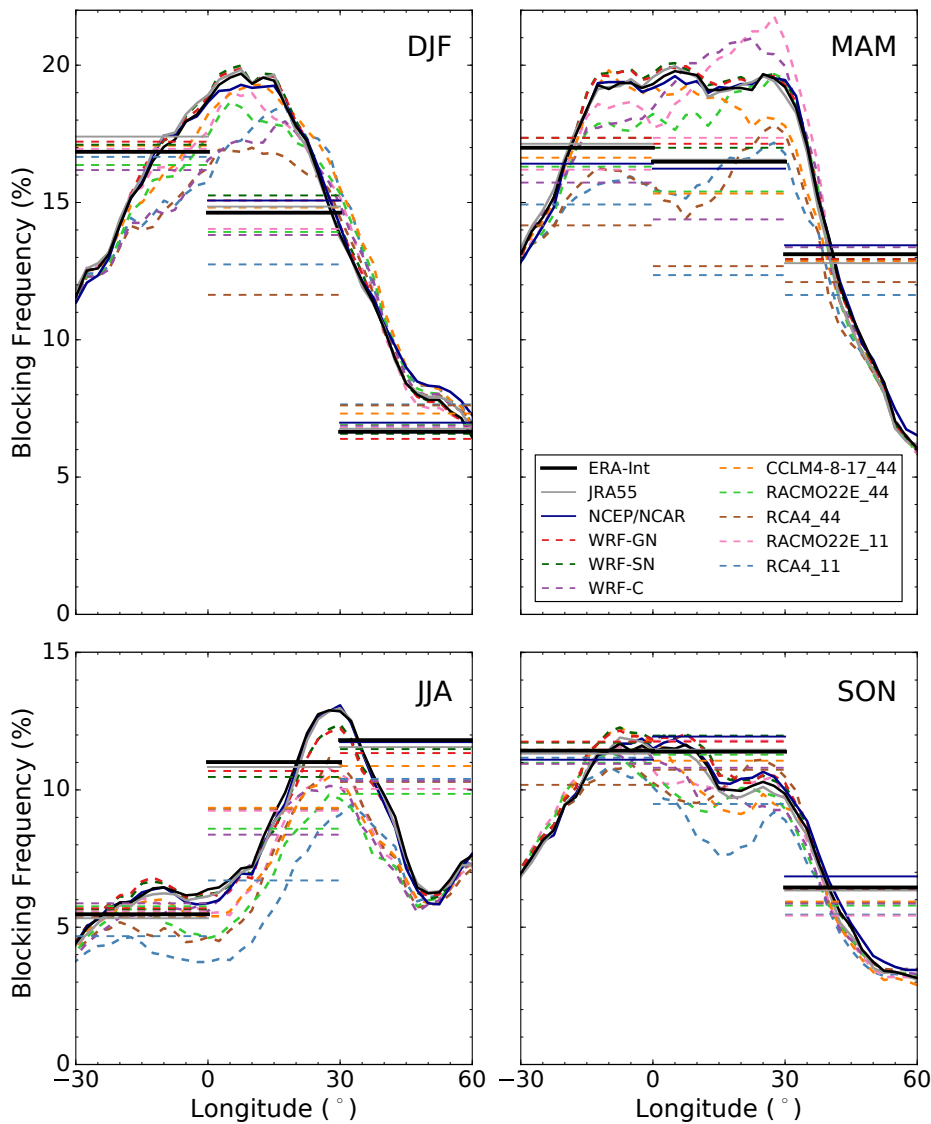 DJF
MAM
20
15
10
5
0
Blocking Frequency (%)
ERA-Int
JRA55
NCEP/NCAR
WRF-GN
WRF-SN
WRF-C
CCLM4-8-17_44
RACMO22E_44
RCA4_44
RACMO22E_11
RCA4_11
JJA
SON
15
10
5
0
Blocking Frequency (%)
−30 0 30 60
−30 0 30 60
Longitude (°)
Longitude (°)